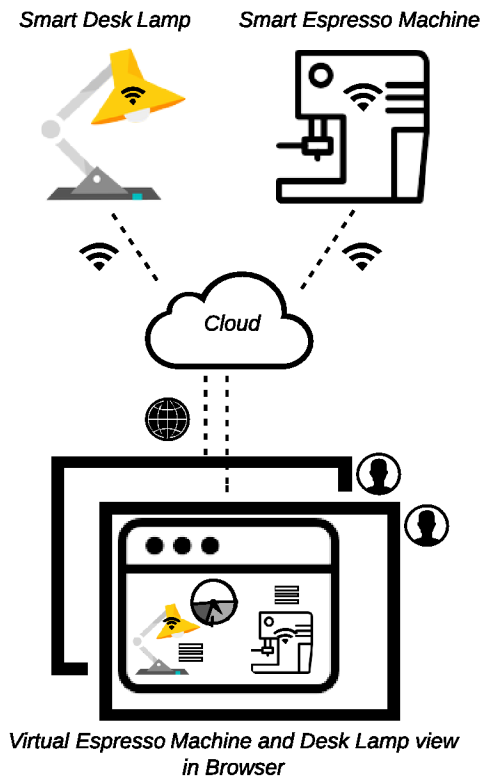 Smart Desk Lamp
Smart Espresso Machine
Cloud
Virtual Espresso Machine and Desk Lamp view
in Browser